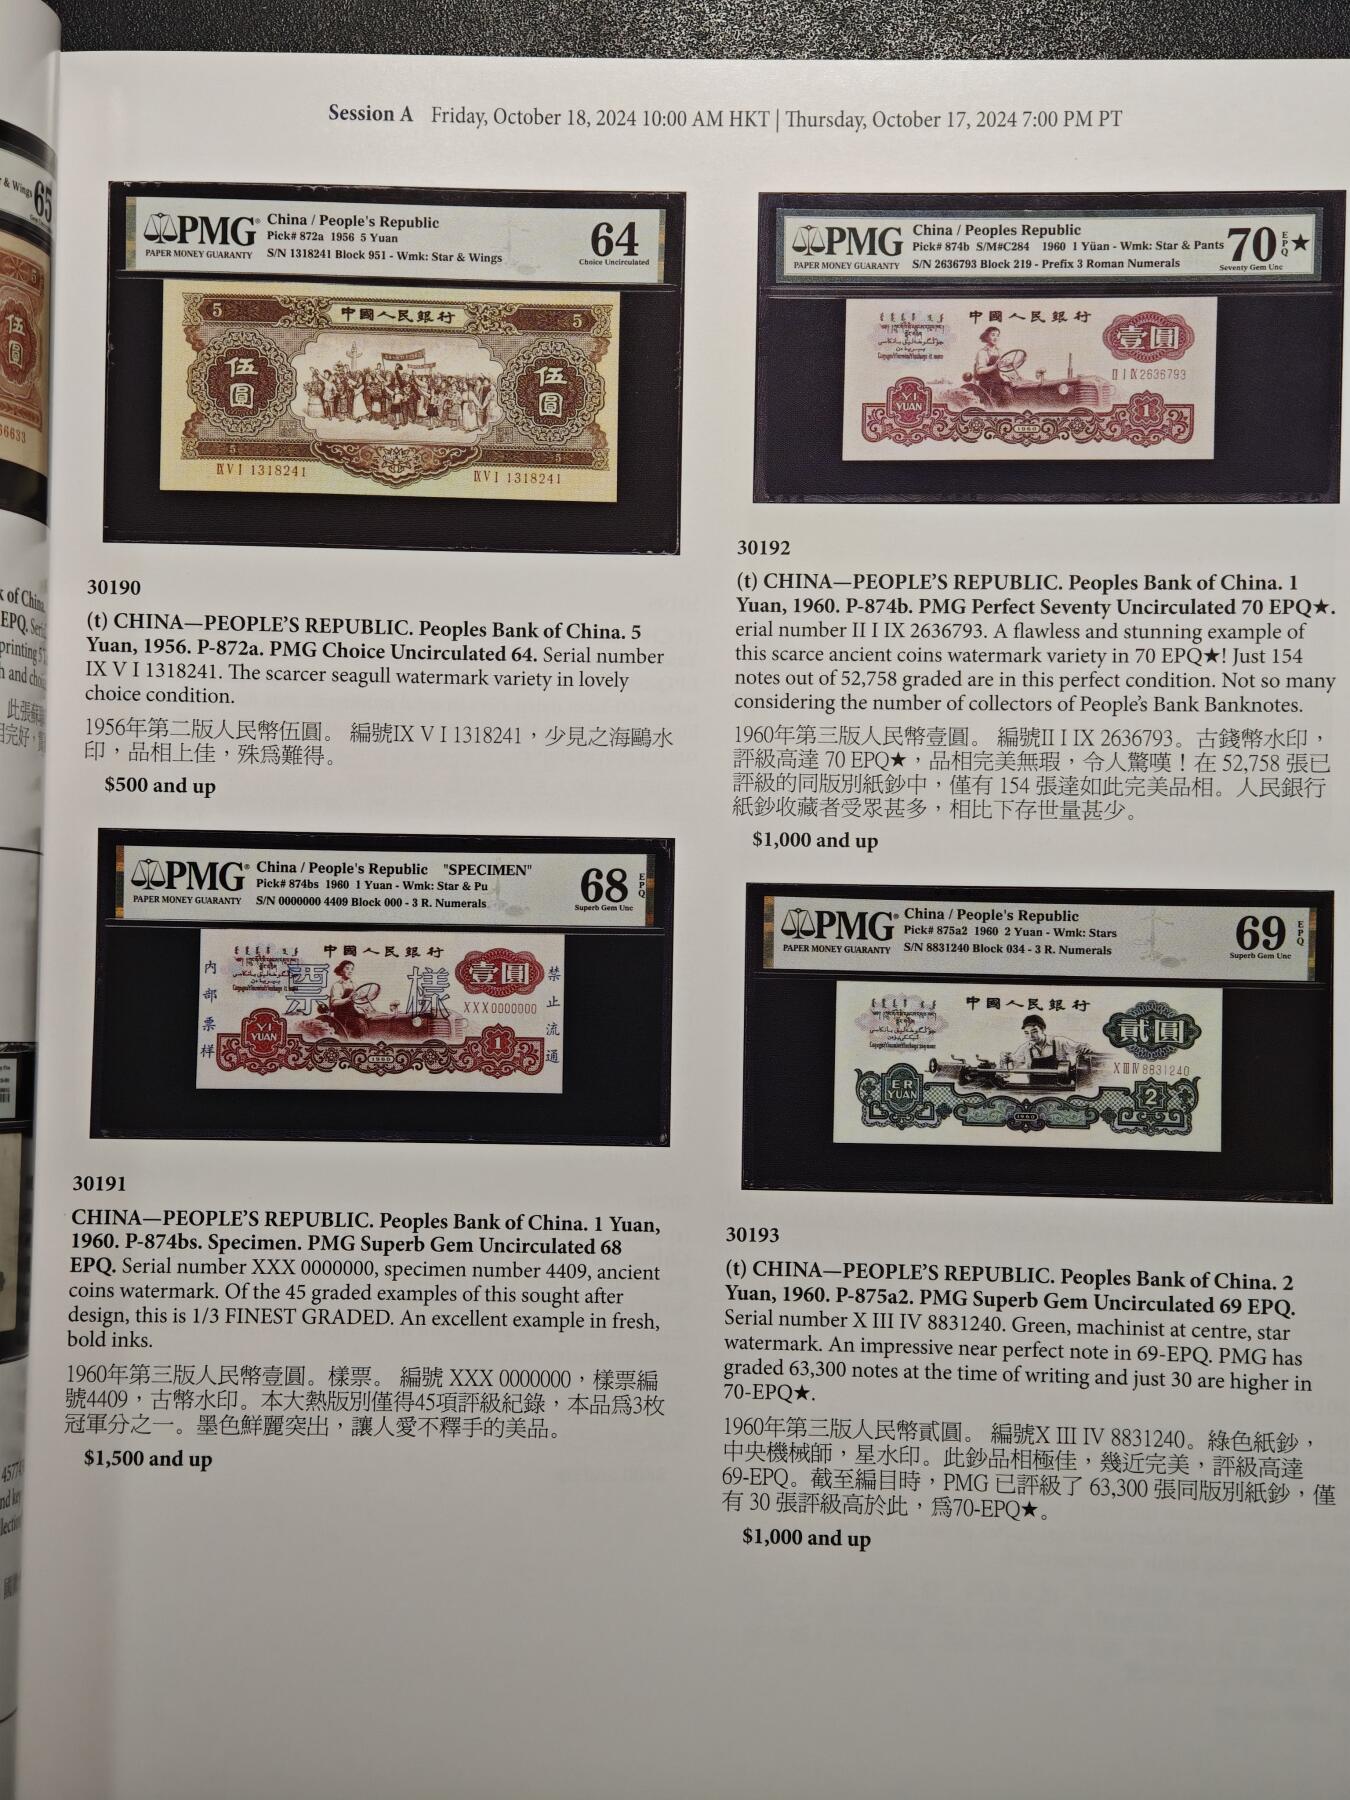 Session A Friday, October 18, 2024 10:00 AM HKT | Thursday, October 17, 2024 7:00 PM PT
PMG
PAPER MONEY GUARANTY
China / People's Republic
Pick# 872a 1956 5 Yuan
S/N 1318241 Block 951 - Wmk: Star & Wings
64
Choice Uncirculated
中國人民銀行
5
5
伍圓
伍圓
IX V I 1318241
IX V I 1318241
30190
(t) CHINA—PEOPLE'S REPUBLIC. Peoples Bank of China. 5
Yuan, 1956. P-872a. PMG Choice Uncirculated 64. Serial number
IX V I 1318241. The scarcer seagull watermark variety in lovely
choice condition.
1956年第二版人民幣伍圓。 編號IX V I 1318241，少見之海鷗水
印，品相上佳，殊為難得。
$500 and up
PMG
PAPER MONEY GUARANTY
China / People's Republic "SPECIMEN"
Pick# 874bs 1960 1 Yuan - Wmk: Star & Pu
S/N 0000000 4409 Block 000 - 3 R. Numerals
68 EPQ
Superb Gem Unc
中國人民銀行
壹圓
內部票样
票樣
禁止流通
XXX0000000
YI YUAN
1960
1
30191
CHINA—PEOPLE'S REPUBLIC. Peoples Bank of China. 1 Yuan,
1960. P-874bs. Specimen. PMG Superb Gem Uncirculated 68
EPQ. Serial number XXX 0000000, specimen number 4409, ancient
coins watermark. Of the 45 graded examples of this sought after
design, this is 1/3 FINEST GRADED. An excellent example in fresh,
bold inks.
1960年第三版人民幣壹圓。樣票。 編號 XXX 0000000，樣票編
號4409，古幣水印。本大熱版別僅得45項評級紀錄，本品為3枚
冠軍分之一。墨色鮮麗突出，讓人愛不釋手的美品。
$1,500 and up
PMG
PAPER MONEY GUARANTY
China / Peoples Republic
Pick# 874b S/M#C284 1960 1 Yüan - Wmk: Star & Pants
S/N 2636793 Block 219 - Prefix 3 Roman Numerals
70 EPQ★
Seventy Gem Unc
中國人民銀行
壹圓
II I IX 2636793
YI YUAN
1960
1
30192
(t) CHINA—PEOPLE'S REPUBLIC. Peoples Bank of China. 1
Yuan, 1960. P-874b. PMG Perfect Seventy Uncirculated 70 EPQ★.
erial number II I IX 2636793. A flawless and stunning example of
this scarce ancient coins watermark variety in 70 EPQ★! Just 154
notes out of 52,758 graded are in this perfect condition. Not so many
considering the number of collectors of People's Bank Banknotes.
1960年第三版人民幣壹圓。 編號II I IX 2636793。古錢幣水印，
評級高達 70 EPQ★，品相完美無瑕，令人驚嘆！在 52,758 張已
評級的同版別紙鈔中，僅有 154 張達如此完美品相。人民銀行
紙鈔收藏者受眾甚多，相比下存世量甚少。
$1,000 and up
PMG
PAPER MONEY GUARANTY
China / People's Republic
Pick# 875a2 1960 2 Yuan - Wmk: Stars
S/N 8831240 Block 034 - 3 R. Numerals
69 EPQ
Superb Gem Unc
中國人民銀行
貳圓
X III IV 8831240
ER YUAN
1960
2
30193
(t) CHINA—PEOPLE'S REPUBLIC. Peoples Bank of China. 2
Yuan, 1960. P-875a2. PMG Superb Gem Uncirculated 69 EPQ.
Serial number X III IV 8831240. Green, machinist at centre, star
watermark. An impressive near perfect note in 69-EPQ. PMG has
graded 63,300 notes at the time of writing and just 30 are higher in
70-EPQ★.
1960年第三版人民幣貳圓。 編號X III IV 8831240。綠色紙鈔，
中央機械師，星水印。此鈔品相極佳，幾近完美，評級高達
69-EPQ。截至編目時，PMG 已評級了 63,300 張同版別紙鈔，僅
有 30 張評級高於此，為70-EPQ★。
$1,000 and up